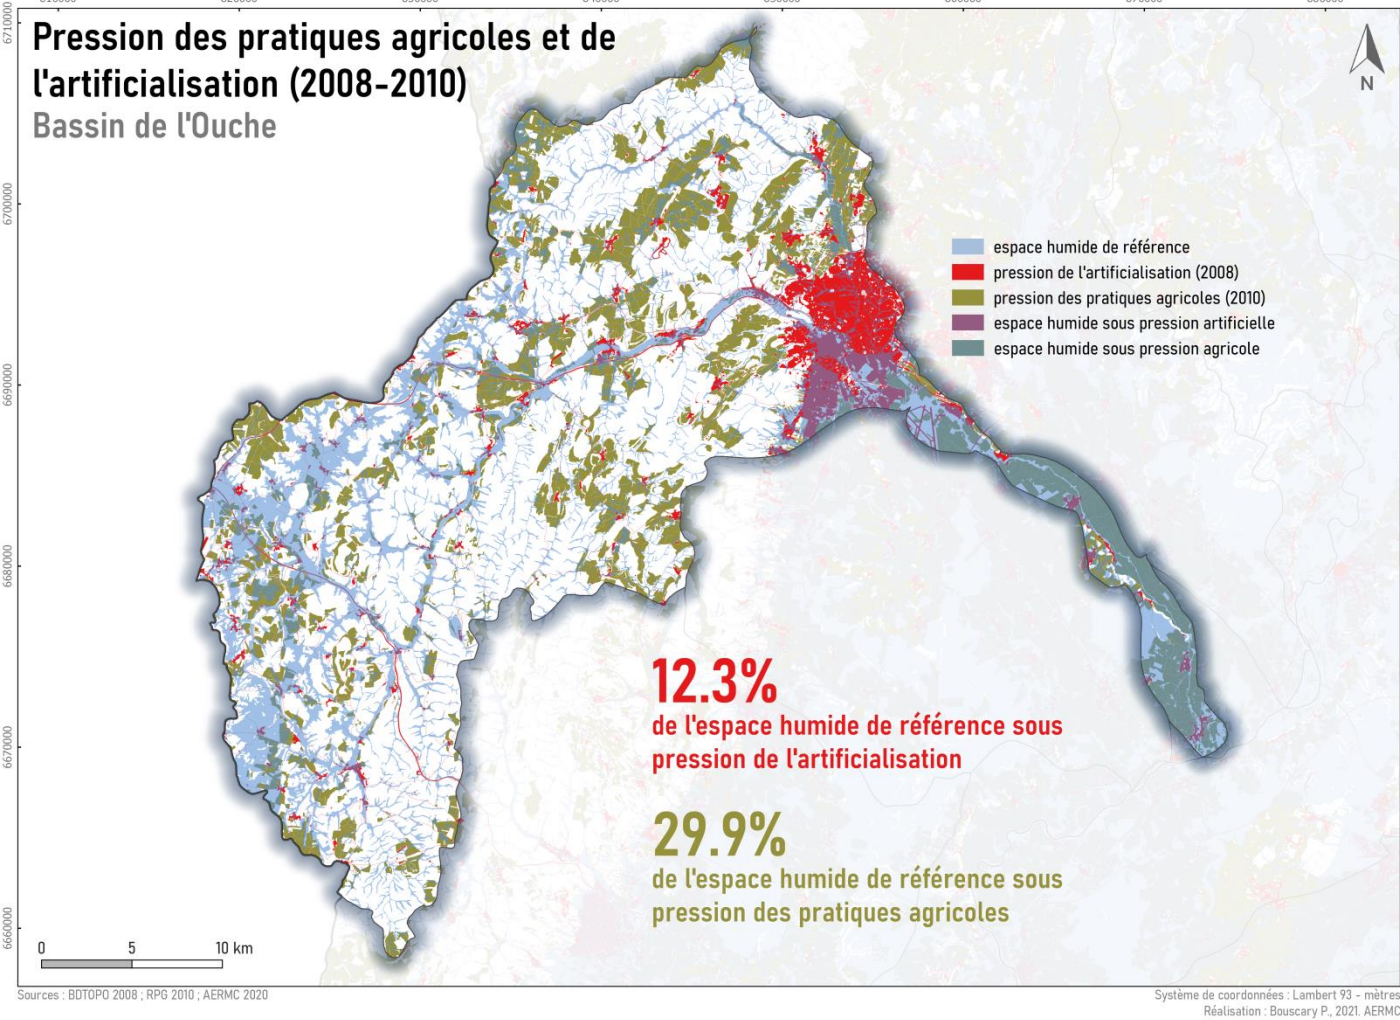 Pression des pratiques agricoles et de
l'artificialisation (2008-2010)
Bassin de l'Ouche
N
6710000
6700000
6690000
6680000
6670000
6660000
espace humide de référence
pression de l'artificialisation (2008)
pression des pratiques agricoles (2010)
espace humide sous pression artificielle
espace humide sous pression agricole
12.3%
de l'espace humide de référence sous
pression de l'artificialisation
29.9%
de l'espace humide de référence sous
pression des pratiques agricoles
0 5 10 km
Sources : BDTOPO 2008 ; RPG 2010 ; AERMC 2020
Système de coordonnées : Lambert 93 - mètres
Réalisation : Bouscary P., 2021. AERMC